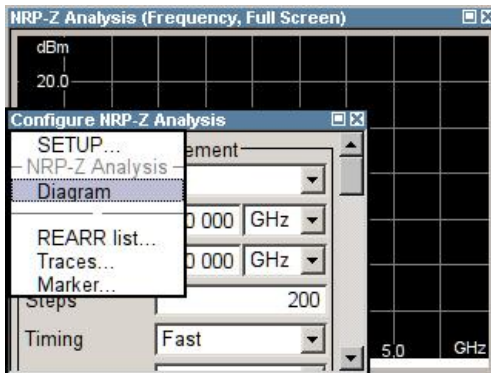 NRP-Z Analysis (Frequency, Full Screen)
dBm
20.0
Configure NRP-Z Analysis
SETUP...
NRP-Z Analysis
Diagram
REARR list...
Traces...
Marker...
0 000 GHz
0 000 GHz
Steps 200
Timing Fast
5.0 GHz